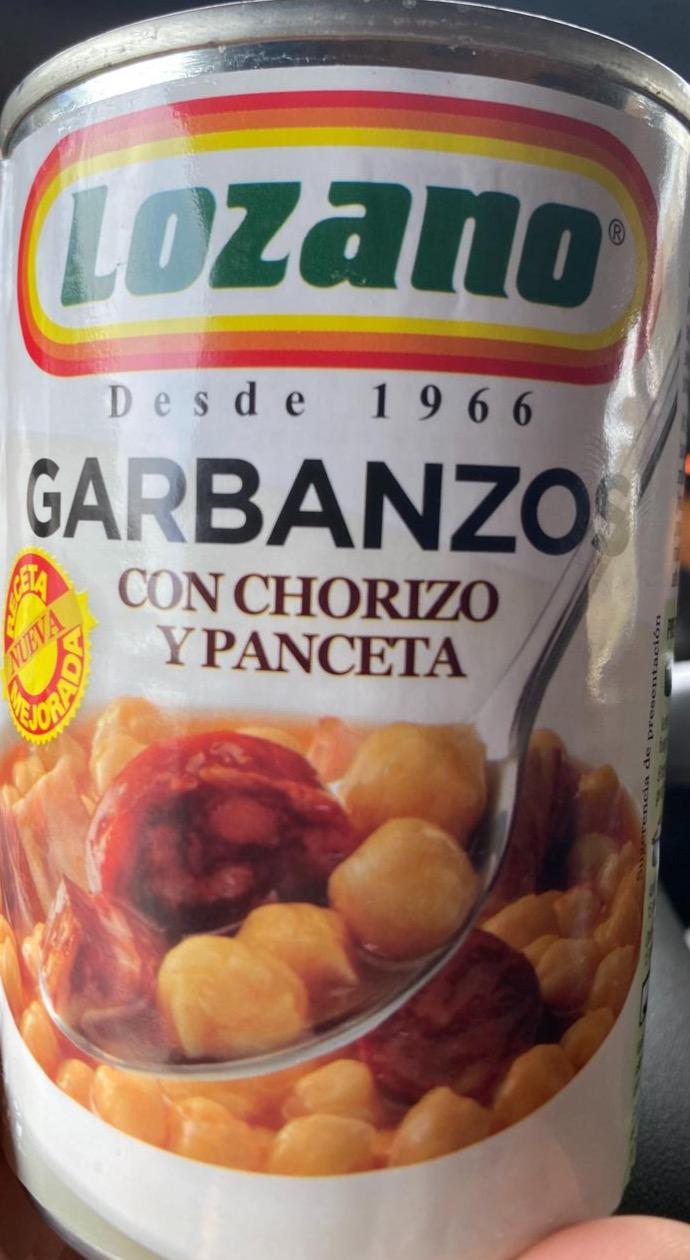 Lozano®
Desde 1966
GARBANZOS
CON CHORIZO
Y PANCETA
RECETA
NUEVA
MEJORADA
Sugerencia de presentación